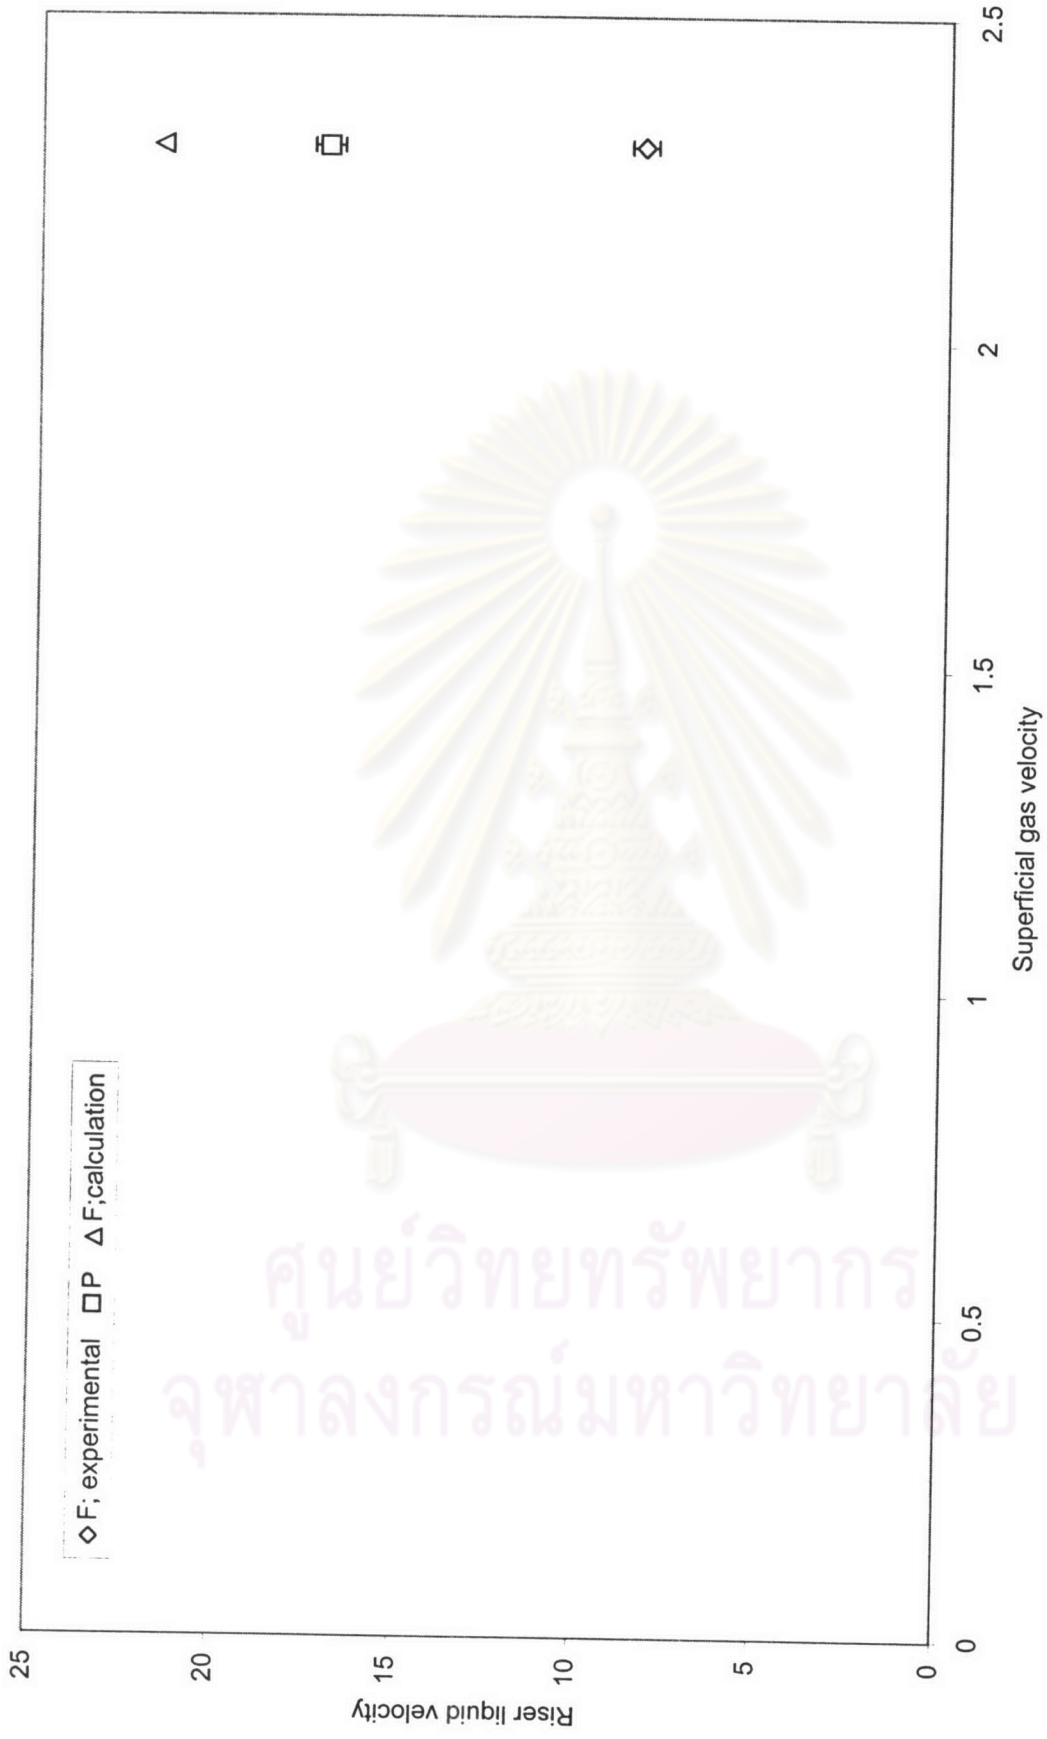 ◇F; experimental □P △F;calculation
25
20
15
10
5
0
Riser liquid velocity
0
0.5
1
1.5
2
2.5
Superficial gas velocity
ศูนย์วิทยทรัพยากร
จุฬาลงกรณ์มหาวิทยาลัย